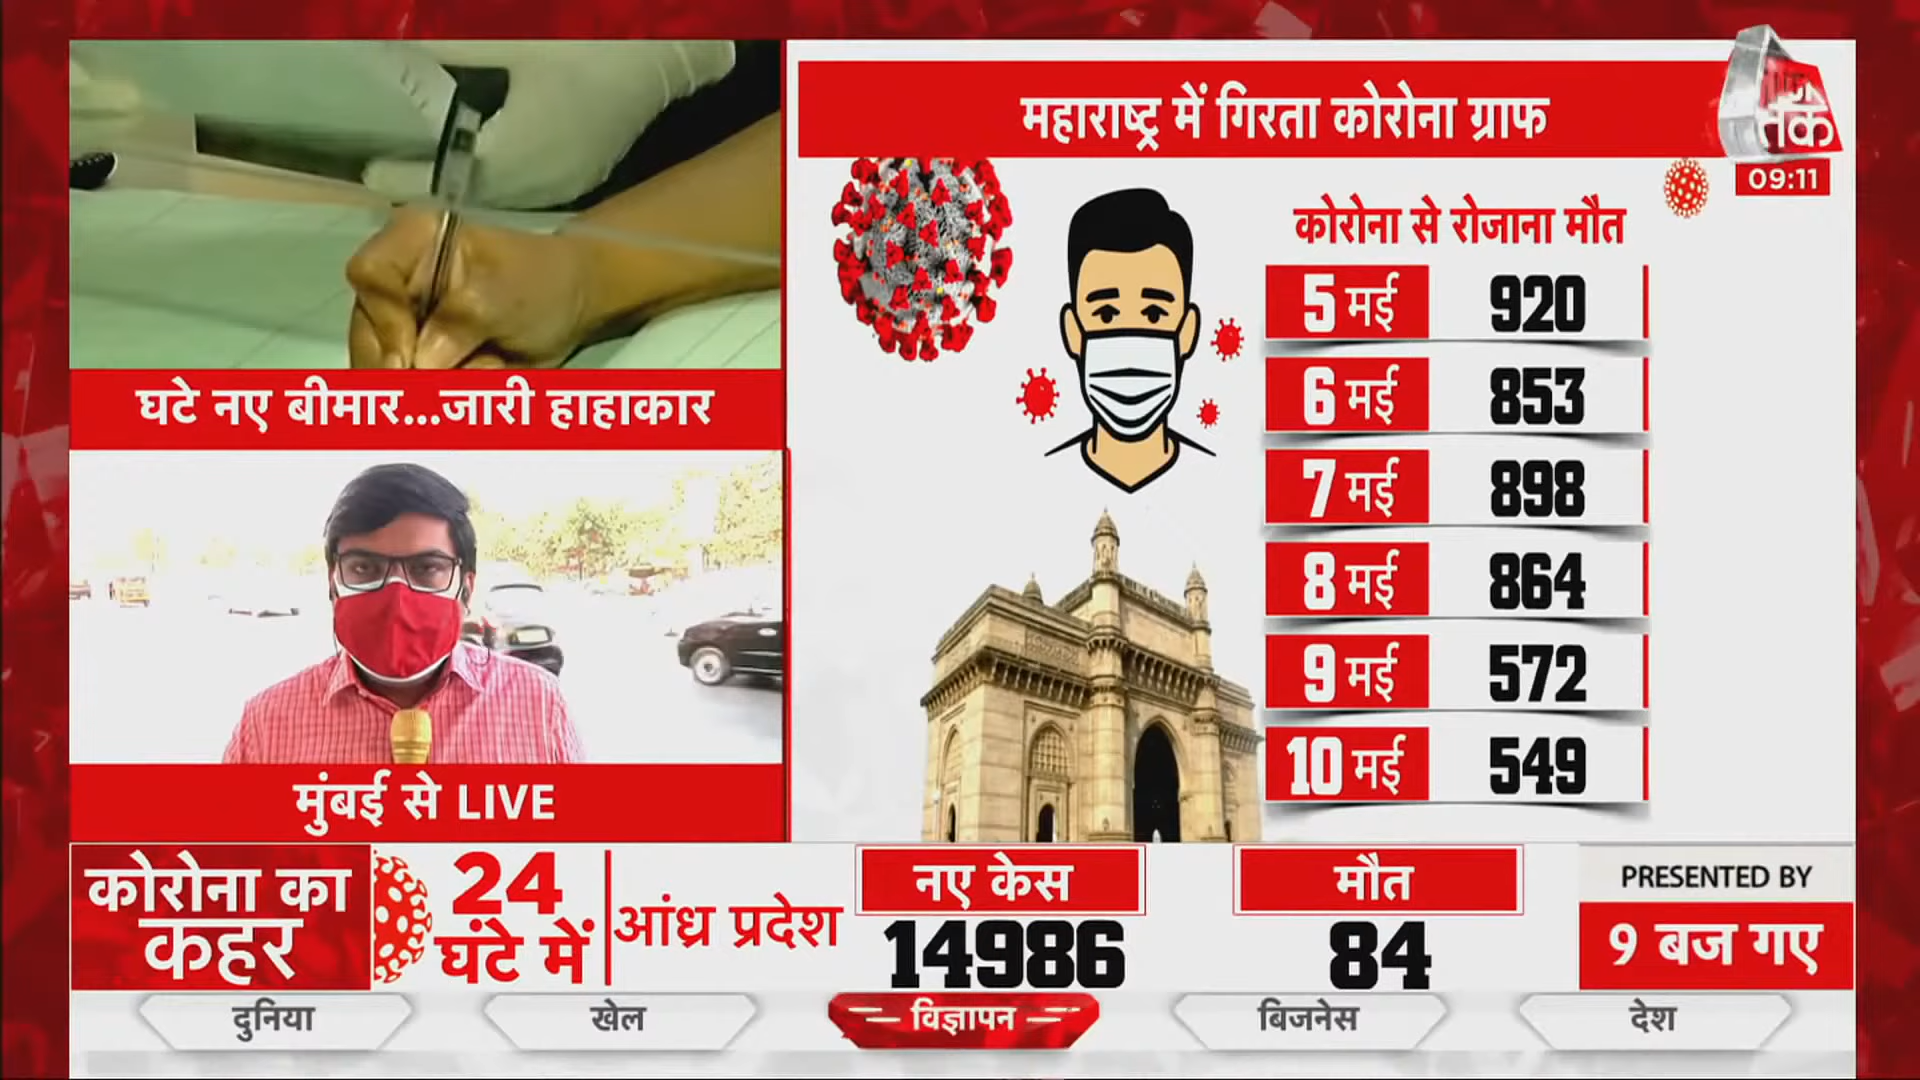 महाराष्ट्र में गिरता कोरोना ग्राफ
तक
09:11
कोरोना से रोजाना मौत
5 मई 920
6 मई 853
7 मई 898
8 मई 864
9 मई 572
10 मई 549
घटे नए बीमार...जारी हाहाकार
मुंबई से LIVE
कोरोना का
कहर
24
घंटे में
आंध्र प्रदेश
नए केस
14986
मौत
84
PRESENTED BY
9 बज गए
दुनिया
खेल
विज्ञापन
बिजनेस
देश